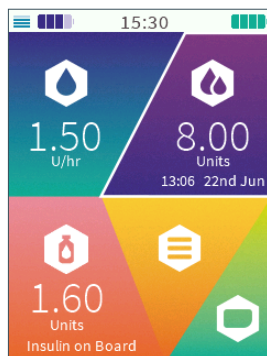 15:30
1.50
U/hr
8.00
Units
13:06 22nd Jun
1.60
Units
Insulin on Board